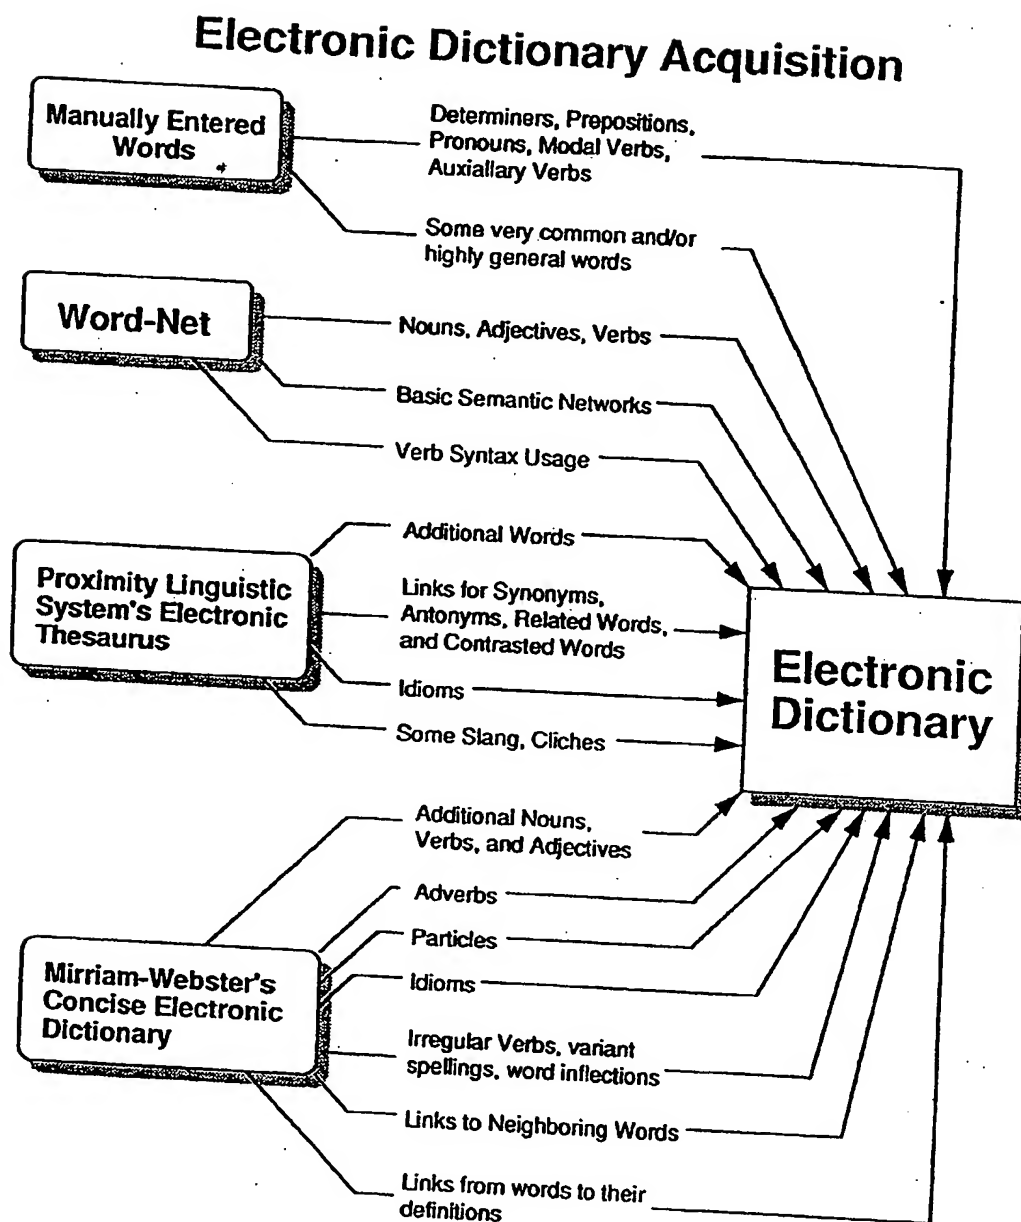 Electronic Dictionary Acquisition
Manually Entered
Words
Determiners, Prepositions,
Pronouns, Modal Verbs,
Auxiallary Verbs
Some very common and/or
highly general words
Word-Net
Nouns, Adjectives, Verbs
Basic Semantic Networks
Verb Syntax Usage
Proximity Linguistic
System's Electronic
Thesaurus
Additional Words
Links for Synonyms,
Antonyms, Related Words,
and Contrasted Words
Idioms
Some Slang, Cliches
Electronic
Dictionary
Mirriam-Webster's
Concise Electronic
Dictionary
Additional Nouns,
Verbs, and Adjectives
Adverbs
Particles
Idioms
Irregular Verbs, variant
spellings, word inflections
Links to Neighboring Words
Links from words to their
definitions